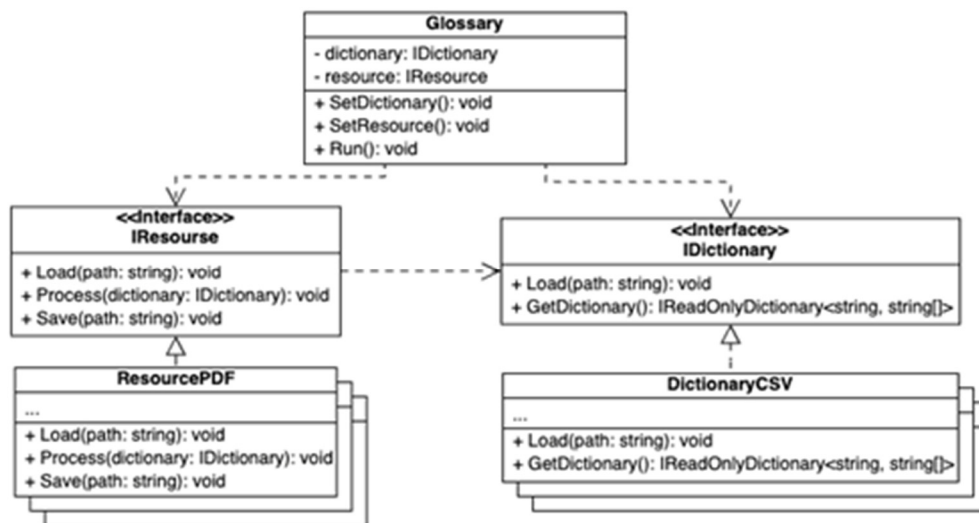 Glossary
- dictionary: IDictionary
- resource: IResource
+ SetDictionary(): void
+ SetResource(): void
+ Run(): void
<<Interface>>
IResourse
+ Load(path: string): void
+ Process(dictionary: IDictionary): void
+ Save(path: string): void
<<Interface>>
IDictionary
+ Load(path: string): void
+ GetDictionary(): IReadOnlyDictionary<string, string[]>
ResourcePDF
...
+ Load(path: string): void
+ Process(dictionary: IDictionary): void
+ Save(path: string): void
DictionaryCSV
...
+ Load(path: string): void
+ GetDictionary(): IReadOnlyDictionary<string, string[]>